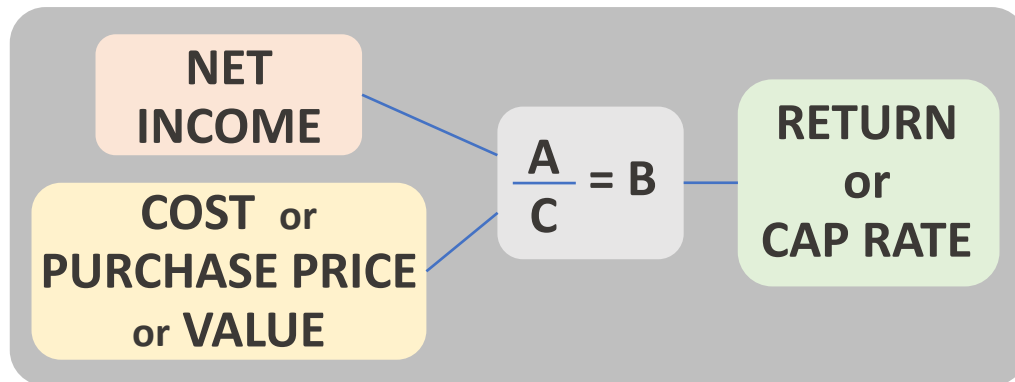 NET
INCOME
COST or
PURCHASE PRICE
or VALUE
A
C
= B
RETURN
or
CAP RATE